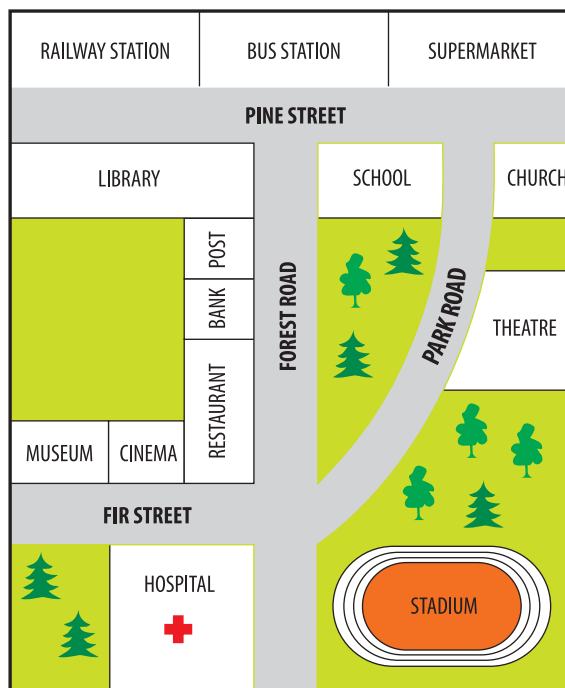 RAILWAY STATION
BUS STATION
SUPERMARKET
PINE STREET
LIBRARY
SCHOOL
CHURCH
POST
BANK
RESTAURANT
FOREST ROAD
PARK ROAD
THEATRE
MUSEUM
CINEMA
FIR STREET
HOSPITAL
STADIUM